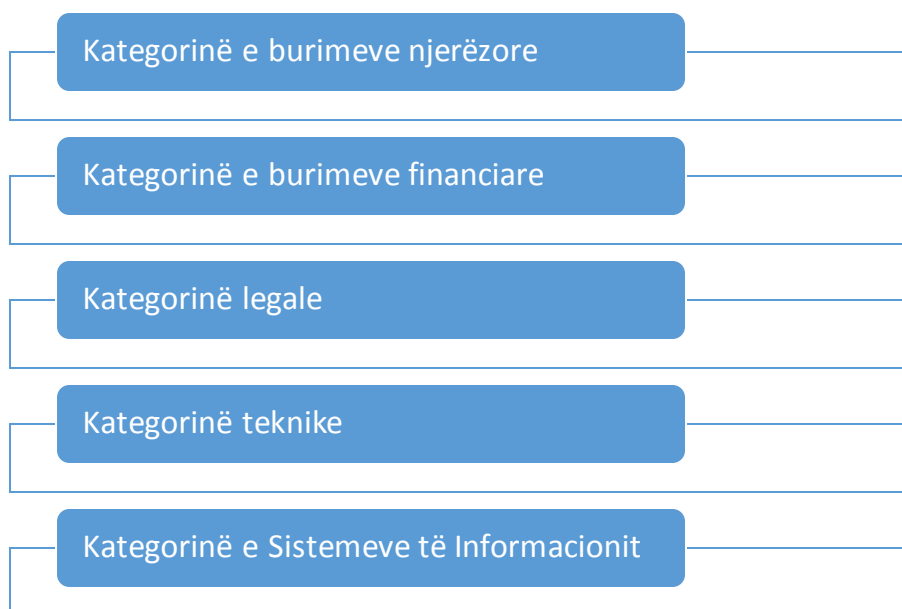 Kategorinë e burimeve njerëzore
Kategorinë e burimeve financiare
Kategorinë legale
Kategorinë teknike
Kategorinë e Sistemeve të Informacionit